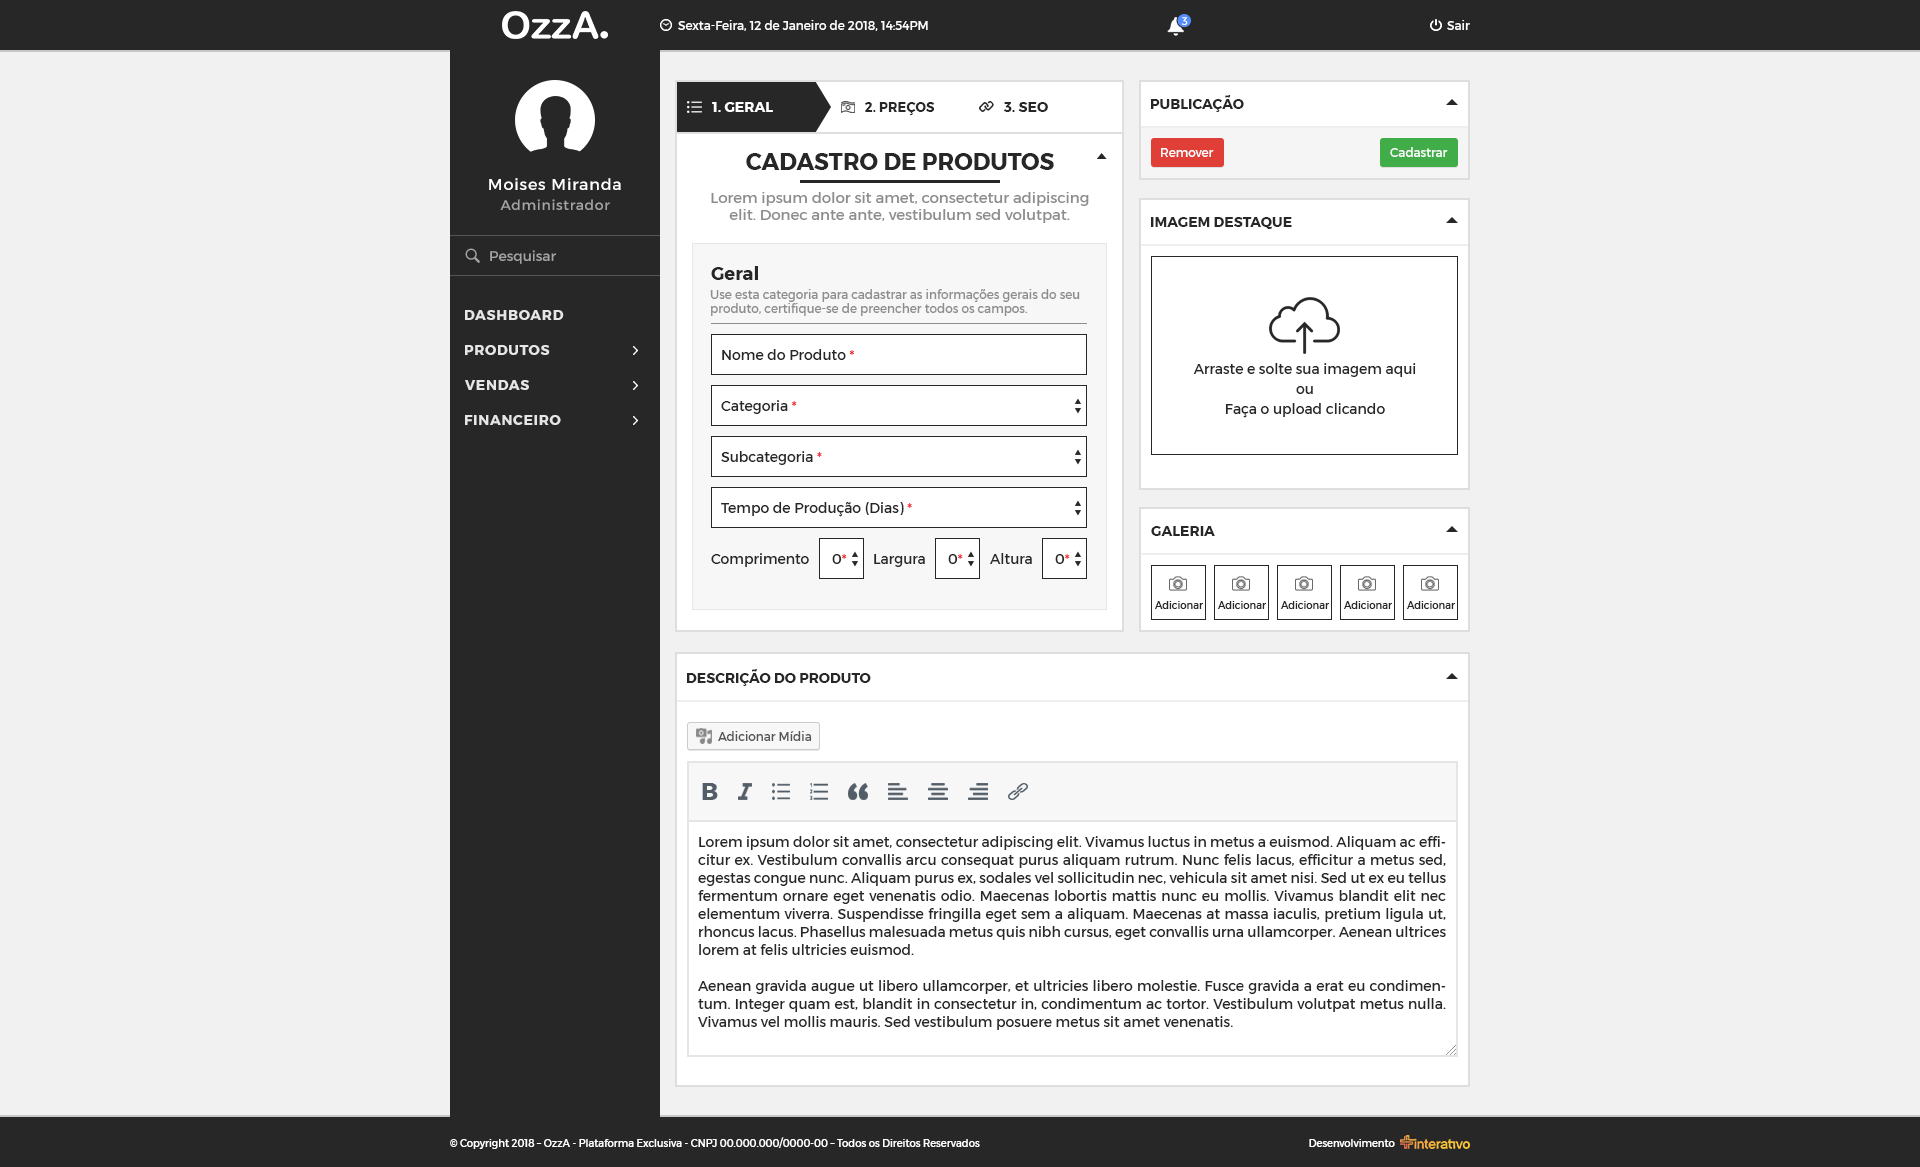 OzzA.
Sexta-Feira, 12 de Janeiro de 2018, 14:54PM
3
Sair
Moises Miranda
Administrador
Pesquisar
DASHBOARD
PRODUTOS
VENDAS
FINANCEIRO
1. GERAL
2. PREÇOS
3. SEO
CADASTRO DE PRODUTOS
Lorem ipsum dolor sit amet, consectetur adipiscing
elit. Donec ante ante, vestibulum sed volutpat.
Geral
Use esta categoria para cadastrar as informações gerais do seu
produto, certifique-se de preencher todos os campos.
Nome do Produto *
Categoria *
Subcategoria *
Tempo de Produção (Dias) *
Comprimento 0* Largura 0* Altura 0*
PUBLICAÇÃO
Remover
Cadastrar
IMAGEM DESTAQUE
Arraste e solte sua imagem aqui
ou
Faça o upload clicando
GALERIA
Adicionar Adicionar Adicionar Adicionar Adicionar
DESCRIÇÃO DO PRODUTO
Adicionar Mídia
B I
Lorem ipsum dolor sit amet, consectetur adipiscing elit. Vivamus luctus in metus a euismod. Aliquam ac effi-
citur ex. Vestibulum convallis arcu consequat purus aliquam rutrum. Nunc felis lacus, efficitur a metus sed,
egestas congue nunc. Aliquam purus ex, sodales vel sollicitudin nec, vehicula sit amet nisi. Sed ut ex eu tellus
fermentum ornare eget venenatis odio. Maecenas lobortis mattis nunc eu mollis. Vivamus blandit elit nec
elementum viverra. Suspendisse fringilla eget sem a aliquam. Maecenas at massa iaculis, pretium ligula ut,
rhoncus lacus. Phasellus malesuada metus quis nibh cursus, eget convallis urna ullamcorper. Aenean ultrices
lorem at felis ultricies euismod.
Aenean gravida augue ut libero ullamcorper, et ultricies libero molestie. Fusce gravida a erat eu condimen-
tum. Integer quam est, blandit in consectetur in, condimentum ac tortor. Vestibulum volutpat metus nulla.
Vivamus vel mollis mauris. Sed vestibulum posuere metus sit amet venenatis.
© Copyright 2018 – OzzA - Plataforma Exclusiva - CNPJ 00.000.000/0000-00 – Todos os Direitos Reservados
Desenvolvimento interativo